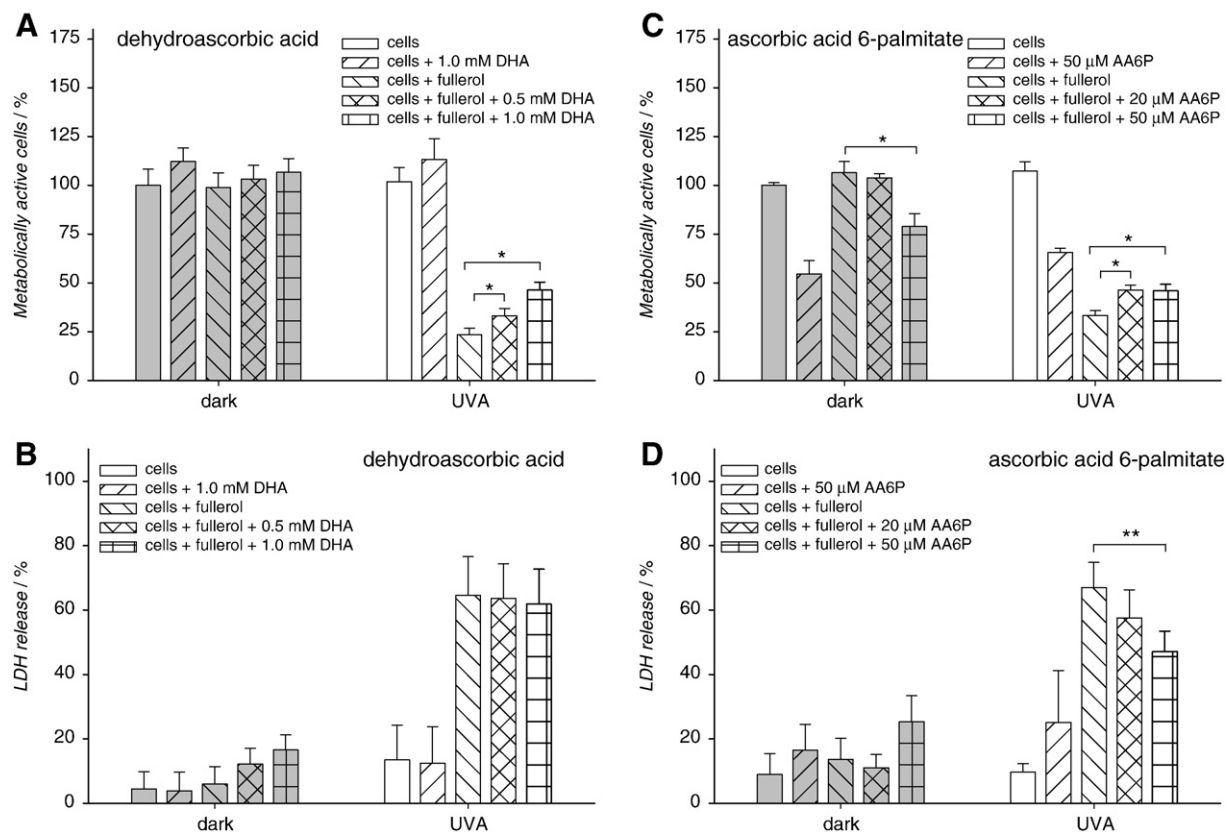 A
dehydroascorbic acid
cells
cells + 1.0 mM DHA
cells + fullerol
cells + fullerol + 0.5 mM DHA
cells + fullerol + 1.0 mM DHA
Metabolically active cells / %
175
150
125
100
75
50
25
0
*
*
dark
UVA
C
ascorbic acid 6-palmitate
cells
cells + 50 μM AA6P
cells + fullerol
cells + fullerol + 20 μM AA6P
cells + fullerol + 50 μM AA6P
Metabolically active cells / %
175
150
125
100
75
50
25
0
*
*
*
dark
UVA
B
dehydroascorbic acid
cells
cells + 1.0 mM DHA
cells + fullerol
cells + fullerol + 0.5 mM DHA
cells + fullerol + 1.0 mM DHA
LDH release / %
100
80
60
40
20
0
dark
UVA
D
ascorbic acid 6-palmitate
cells
cells + 50 μM AA6P
cells + fullerol
cells + fullerol + 20 μM AA6P
cells + fullerol + 50 μM AA6P
LDH release / %
100
80
60
40
20
0
**
dark
UVA